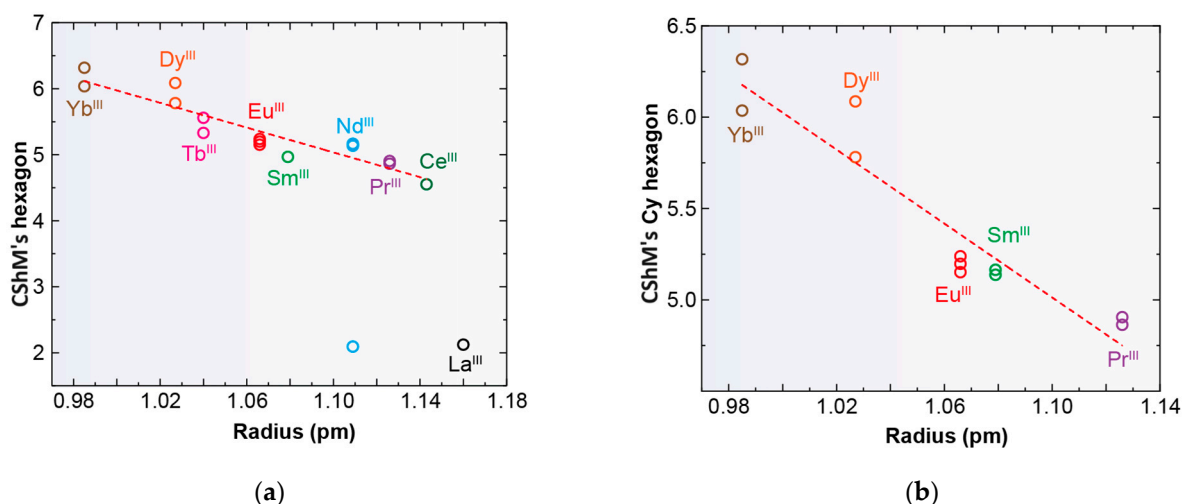 7
6
5
4
3
2
0.98
1.02
1.06
1.10
1.14
1.18
CShM's hexagon
Radius (pm)
Yb^III
Dy^III
Tb^III
Eu^III
Sm^III
Nd^III
Pr^III
Ce^III
La^III
(a)
6.5
6.0
5.5
5.0
0.98
1.02
1.06
1.10
1.14
CShM's Cy hexagon
Radius (pm)
Yb^III
Dy^III
Eu^III
Sm^III
Pr^III
(b)